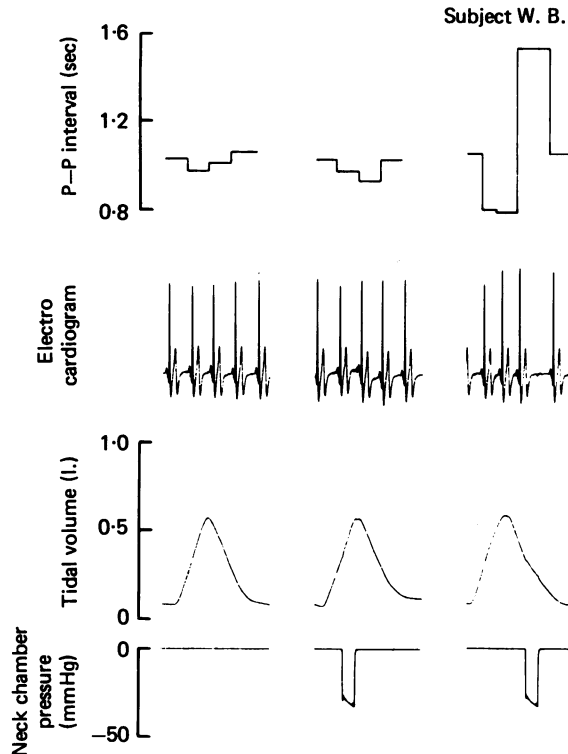 Subject W. B.
1·6
1·2
0·8
P–P interval (sec)
Electro
cardiogram
1·0
0·5
0
Tidal volume (l.)
0
−50
Neck chamber
pressure
(mmHg)